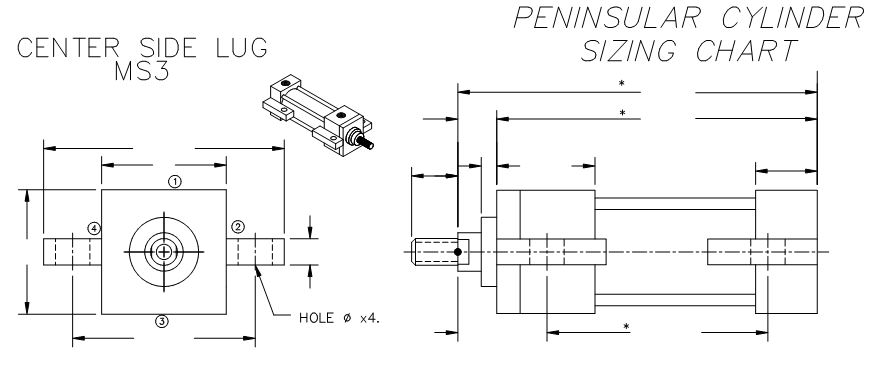 PENINSULAR CYLINDER
SIZING CHART
CENTER SIDE LUG
MS3
*
*
1
4
2
3
HOLE ø x4.
*